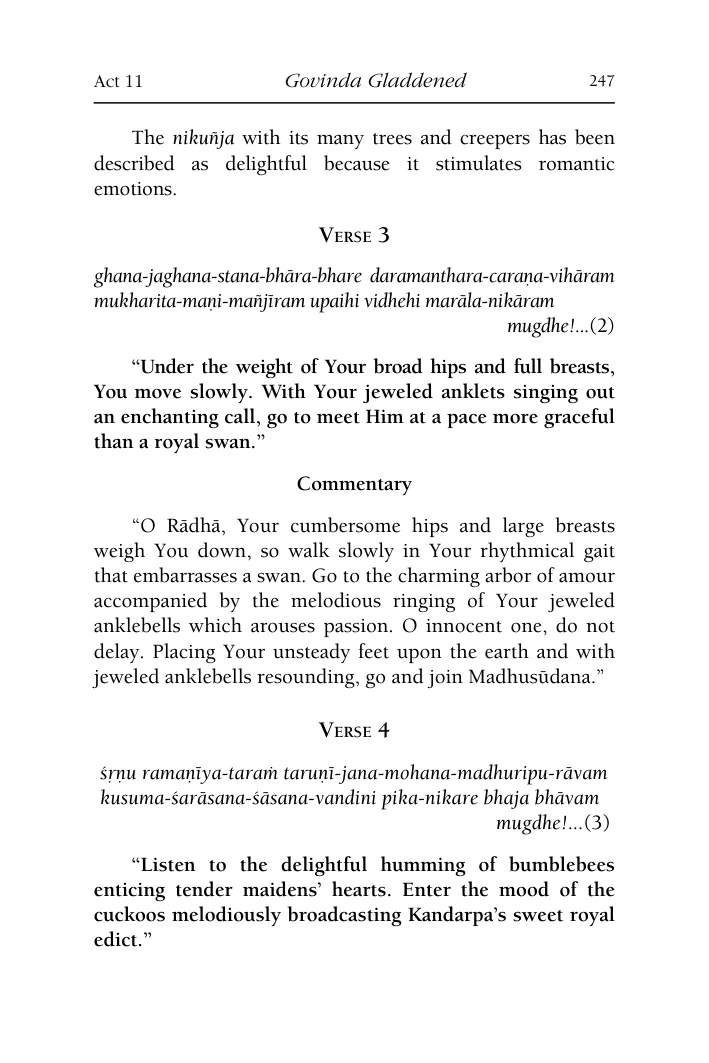 Act 11 Govinda Gladdened 247
The nikuñja with its many trees and creepers has been
described as delightful because it stimulates romantic
emotions.
VERSE 3
ghana-jaghana-stana-bhāra-bhare daramanthara-caraṇa-vihāram
mukharita-maṇi-mañjīram upaihi vidhehi marāla-nikāram
mugdhe!...(2)
“Under the weight of Your broad hips and full breasts,
You move slowly. With Your jeweled anklets singing out
an enchanting call, go to meet Him at a pace more graceful
than a royal swan.”
Commentary
“O Rādhā, Your cumbersome hips and large breasts
weigh You down, so walk slowly in Your rhythmical gait
that embarrasses a swan. Go to the charming arbor of amour
accompanied by the melodious ringing of Your jeweled
anklebells which arouses passion. O innocent one, do not
delay. Placing Your unsteady feet upon the earth and with
jeweled anklebells resounding, go and join Madhusūdana.”
VERSE 4
śṛṇu ramaṇīya-taraṁ taruṇī-jana-mohana-madhuripu-rāvam
kusuma-śarāsana-śāsana-vandini pika-nikare bhaja bhāvam
mugdhe!...(3)
“Listen to the delightful humming of bumblebees
enticing tender maidens’ hearts. Enter the mood of the
cuckoos melodiously broadcasting Kandarpa’s sweet royal
edict.”